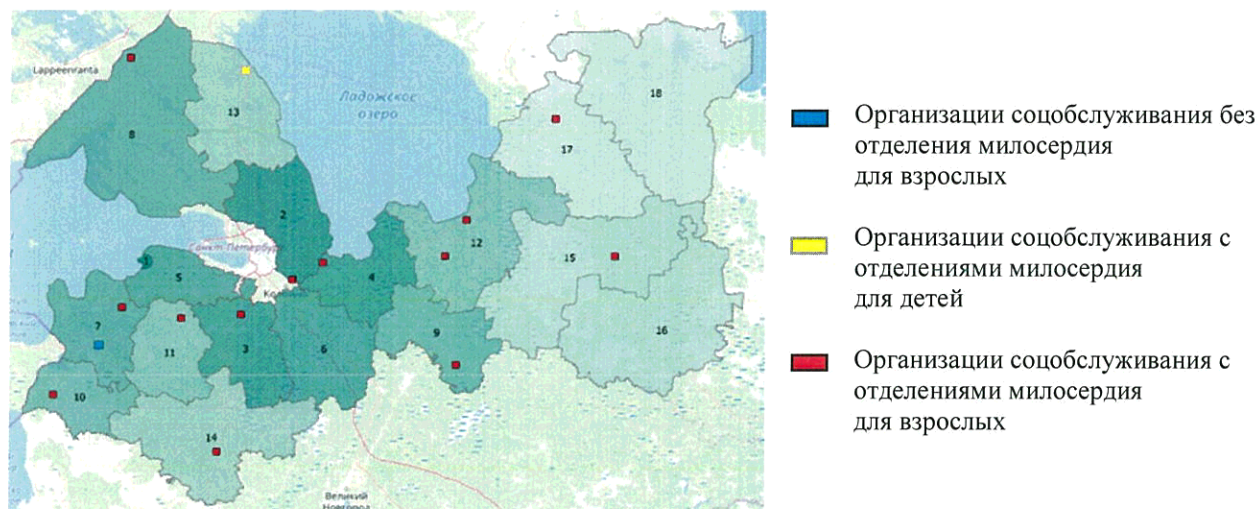 Lappeenranta
Ладожское
озеро
18
13
8
17
2
12
Санкт-Петербург
1
5
4
15
7
9
16
3
6
11
10
14
Великий
Новгород
Организации соцобслуживания без
отделения милосердия
для взрослых
Организации соцобслуживания с
отделениями милосердия
для детей
Организации соцобслуживания с
отделениями милосердия
для взрослых